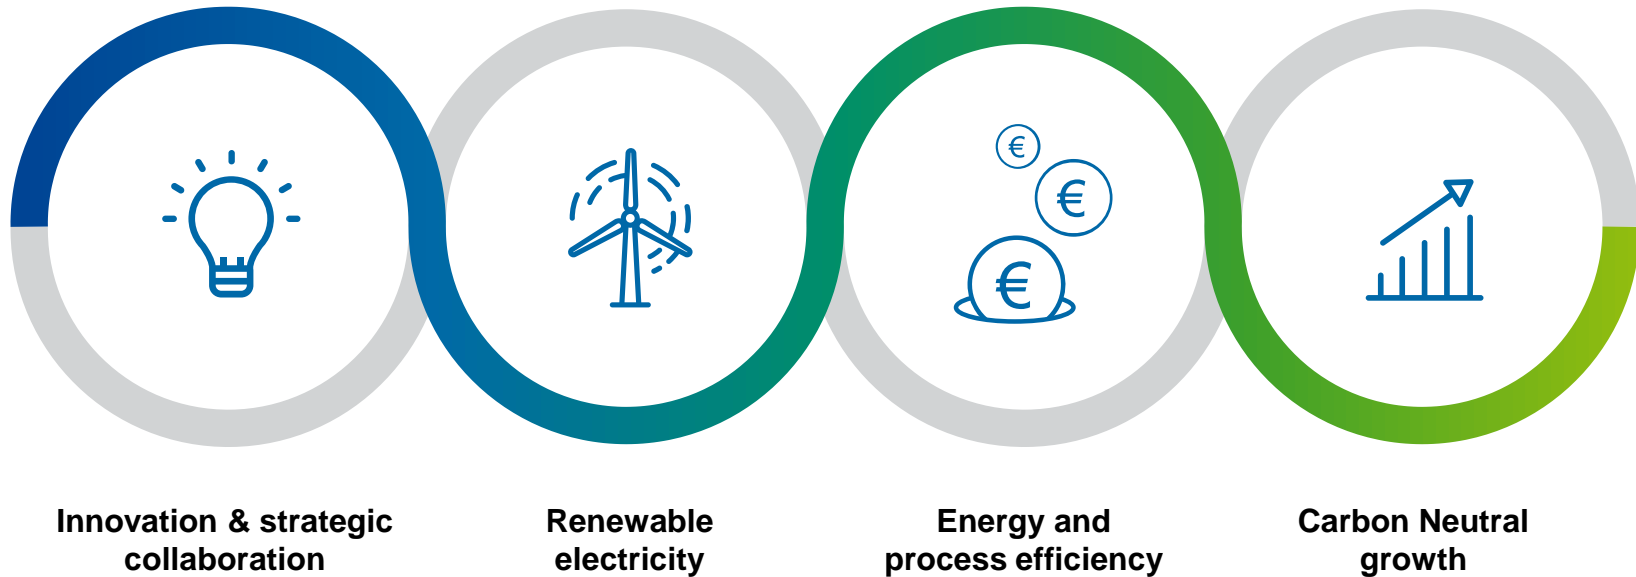 €
€
€
Innovation & strategic
collaboration
Renewable
electricity
Energy and
process efficiency
Carbon Neutral
growth